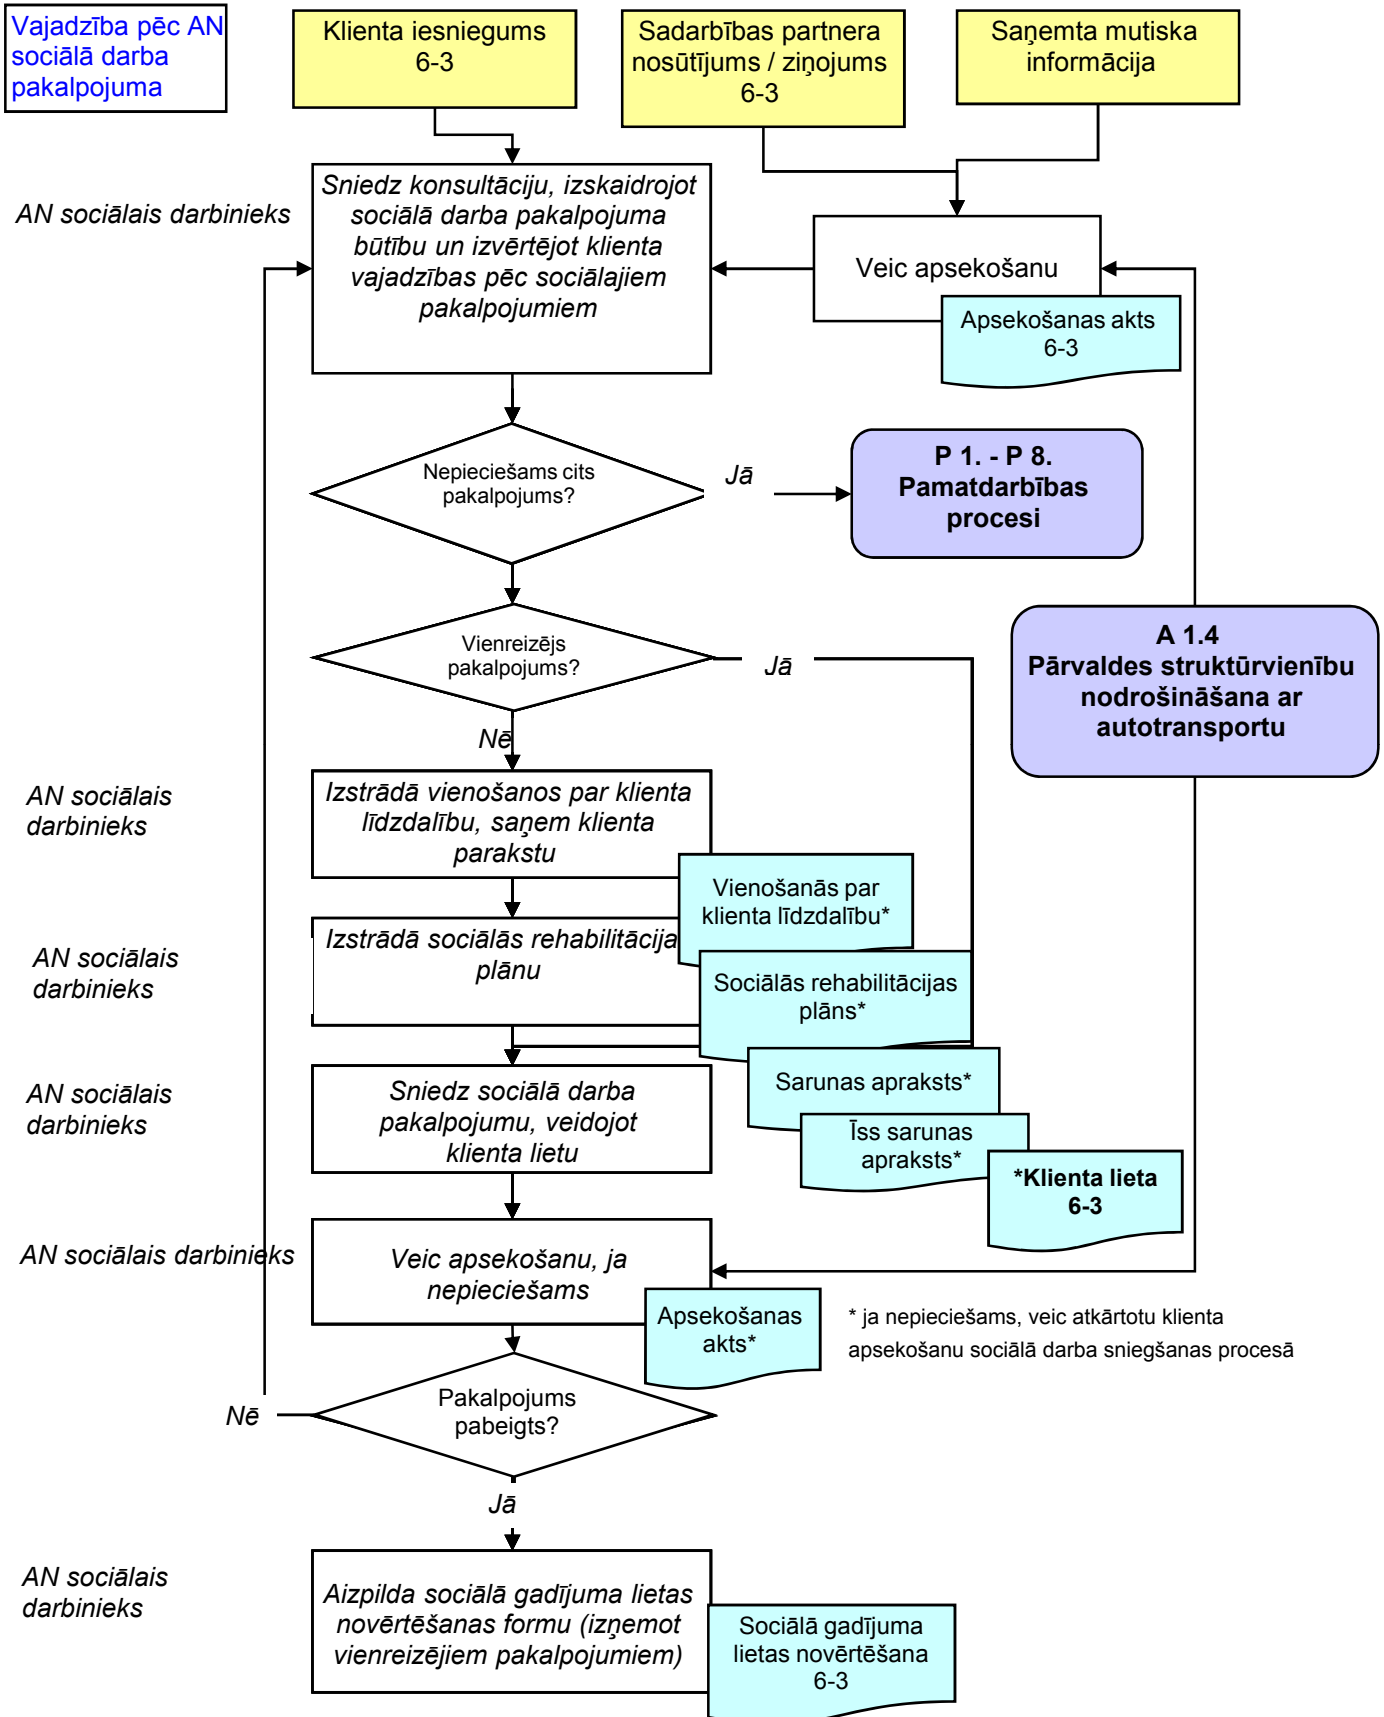 Vajadzība pēc AN
sociālā darba
pakalpojuma
Klienta iesniegums
6-3
Sadarbības partnera
nosūtījums / ziņojums
6-3
Saņemta mutiska
informācija
AN sociālais darbinieks
Sniedz konsultāciju, izskaidrojot
sociālā darba pakalpojuma
būtību un izvērtējot klienta
vajadzības pēc sociālajiem
pakalpojumiem
Veic apsekošanu
Apsekošanas akts
6-3
Nepieciešams cits
pakalpojums?
Jā
P 1. - P 8.
Pamatdarbības
procesi
Vienreizējs
pakalpojums?
Jā
A 1.4
Pārvaldes struktūrvienību
nodrošināšana ar
autotransportu
Nē
AN sociālais
darbinieks
Izstrādā vienošanos par klienta
līdzdalību, saņem klienta
parakstu
Vienošanās par
klienta līdzdalību*
AN sociālais
darbinieks
Izstrādā sociālās rehabilitācija
plānu
Sociālās rehabilitācijas
plāns*
AN sociālais
darbinieks
Sniedz sociālā darba
pakalpojumu, veidojot
klienta lietu
Sarunas apraksts*
Īss sarunas
apraksts*
*Klienta lieta
6-3
AN sociālais darbinieks
Veic apsekošanu, ja
nepieciešams
Apsekošanas
akts*
* ja nepieciešams, veic atkārtotu klienta
apsekošanu sociālā darba sniegšanas procesā
Pakalpojums
pabeigts?
Nē
Jā
AN sociālais
darbinieks
Aizpilda sociālā gadījuma lietas
novērtēšanas formu (izņemot
vienreizējiem pakalpojumiem)
Sociālā gadījuma
lietas novērtēšana
6-3